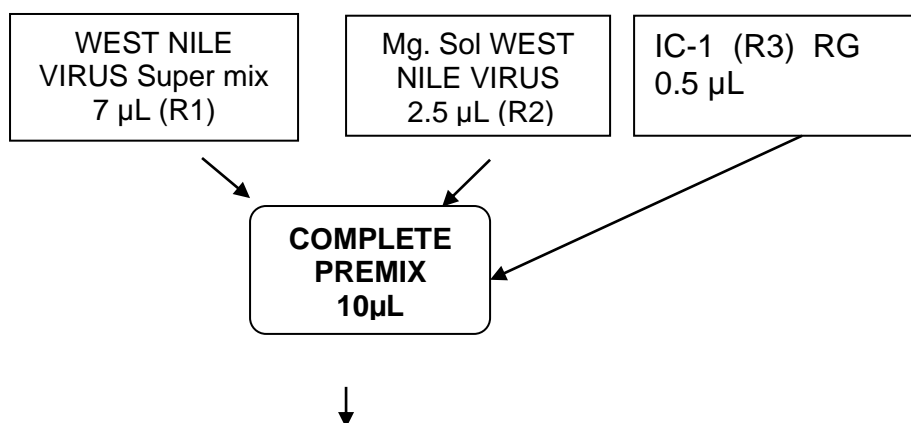 WEST NILE
VIRUS Super mix
7 µL (R1)
Mg. Sol WEST
NILE VIRUS
2.5 µL (R2)
IC-1 (R3) RG
0.5 µL
COMPLETE
PREMIX
10µL